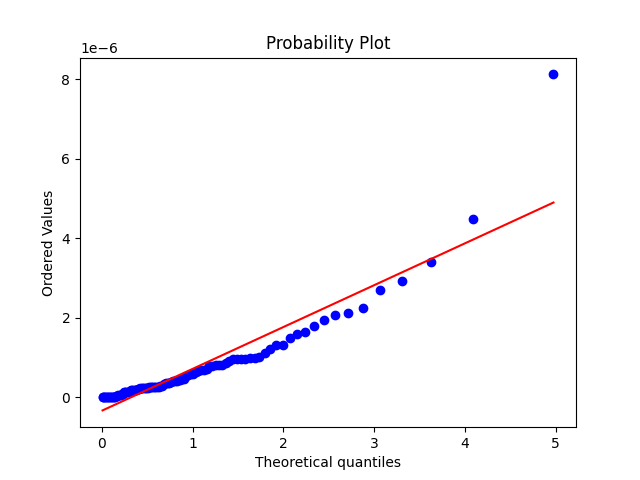 Probability Plot
1e−6
8
6
4
2
0
Ordered Values
0 1 2 3 4 5
Theoretical quantiles